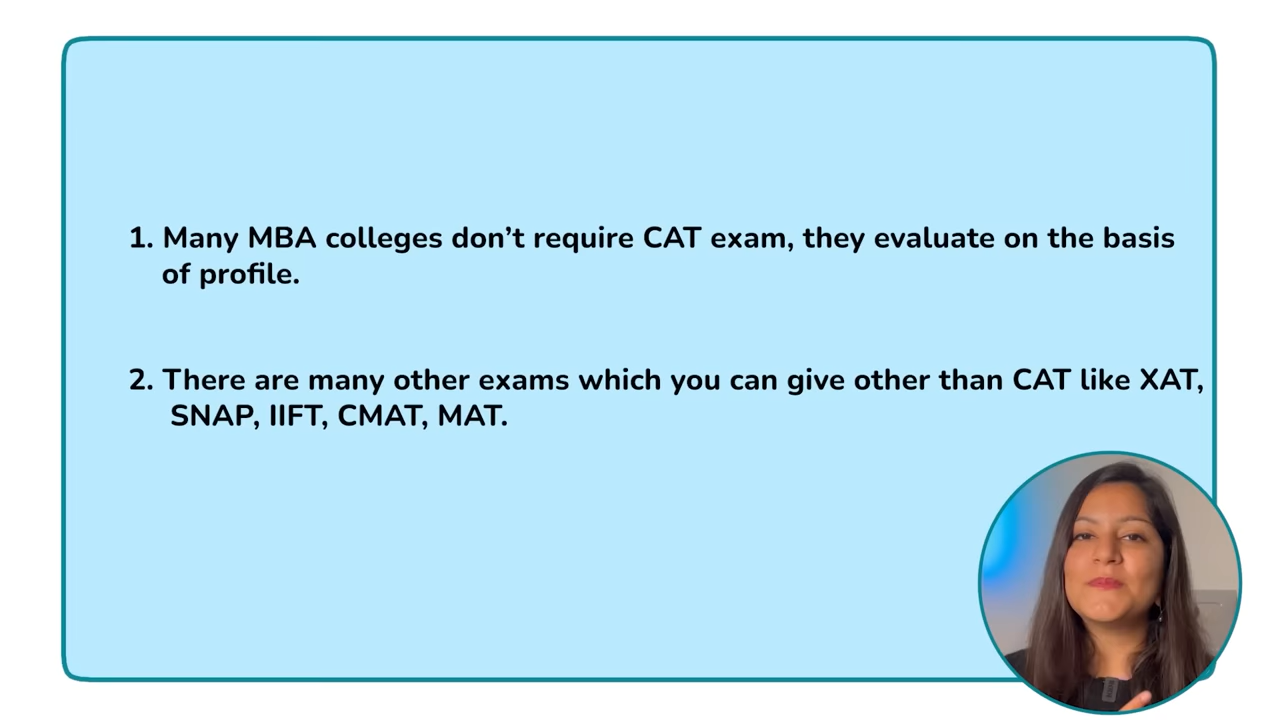 1. Many MBA colleges don’t require CAT exam, they evaluate on the basis
of profile.
2. There are many other exams which you can give other than CAT like XAT,
SNAP, IIFT, CMAT, MAT.